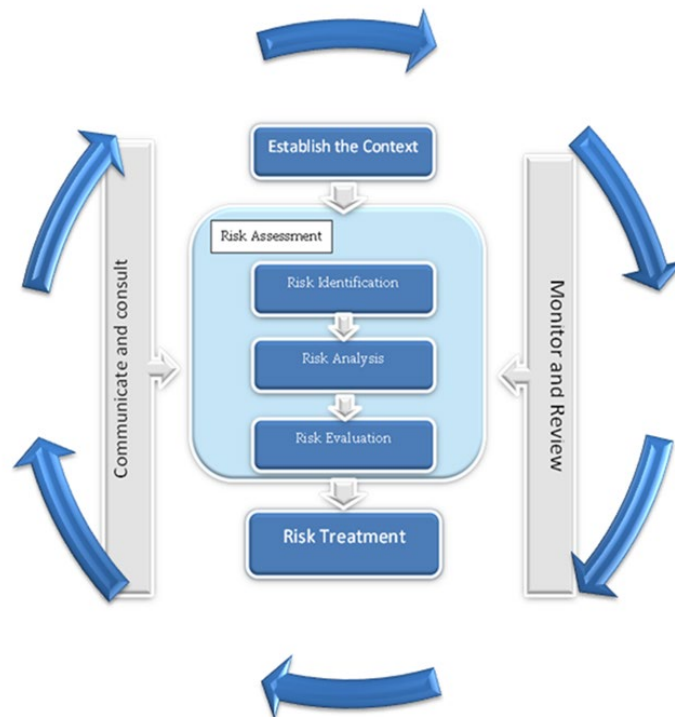 Establish the Context
Risk Assessment
Risk Identification
Risk Analysis
Risk Evaluation
Risk Treatment
Communicate and consult
Monitor and Review